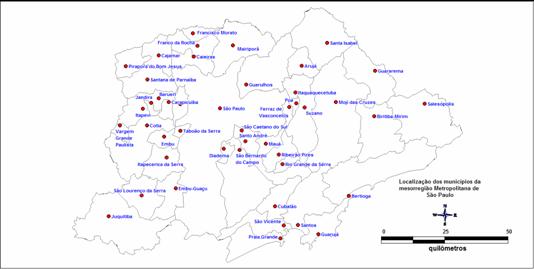 Francisco Morato
Franco da Rocha
Mairiporã
Santa Isabel
Cajamar
Caieiras
Pirapora do Bom Jesus
Arujá
Guararema
Santana de Parnaíba
Guarulhos
Itaquaquecetuba
Barueri
Jandira
Carapicuíba
Poá
Mogi das Cruzes
Salesópolis
Itapevi
São Paulo
Ferraz de
Vasconcelos
Suzano
Biritiba Mirim
Vargem
Grande
Paulista
Cotia
Taboão da Serra
São Caetano do Sul
Santo André
Embu
Mauá
Diadema
São Bernardo
do Campo
Ribeirão Pires
Itapecerica da Serra
Rio Grande da Sêrra
São Lourenço da Serra
Embu-Guaçu
Bertioga
Juquitiba
Cubatão
São Vicente
Santos
Praia Grande
Guarujá
Localização dos municípios da
mesorregião Metropolitana de
São Paulo
N
W
E
S
0 25 50
quilômetros